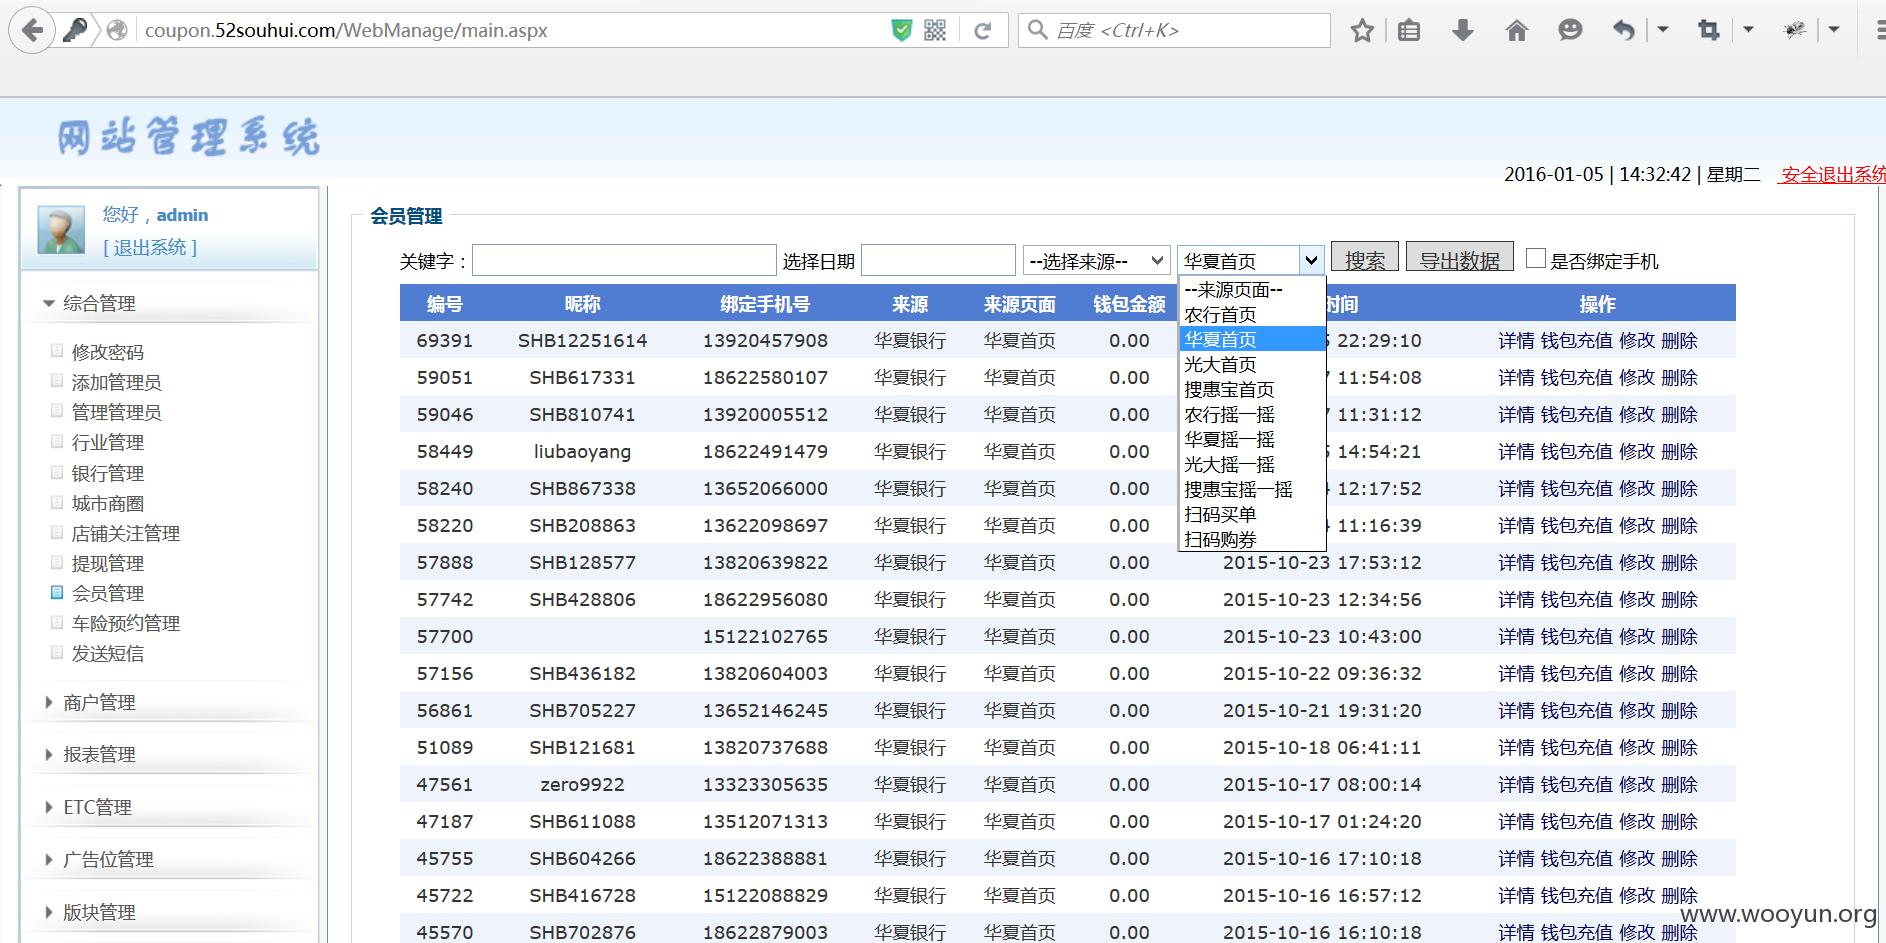 coupon.52souhui.com/WebManage/main.aspx
百度 <Ctrl+K>
网站管理系统
2016-01-05 | 14:32:42 | 星期二 安全退出系统
您好，admin
[ 退出系统 ]
综合管理
修改密码
添加管理员
管理管理员
行业管理
银行管理
城市商圈
店铺关注管理
提现管理
会员管理
车险预约管理
发送短信
商户管理
报表管理
ETC管理
广告位管理
版块管理
会员管理
关键字： 选择日期 --选择来源-- 华夏首页 搜索 导出数据 是否绑定手机
--来源页面--
农行首页
华夏首页
光大首页
搜惠宝首页
农行摇一摇
华夏摇一摇
光大摇一摇
搜惠宝摇一摇
扫码买单
扫码购券
编号 昵称 绑定手机号 来源 来源页面 钱包金额 时间 操作
69391 SHB12251614 13920457908 华夏银行 华夏首页 0.00 22:29:10 详情 钱包充值 修改 删除
59051 SHB617331 18622580107 华夏银行 华夏首页 0.00 11:54:08 详情 钱包充值 修改 删除
59046 SHB810741 13920005512 华夏银行 华夏首页 0.00 11:31:12 详情 钱包充值 修改 删除
58449 liubaoyang 18622491479 华夏银行 华夏首页 0.00 14:54:21 详情 钱包充值 修改 删除
58240 SHB867338 13652066000 华夏银行 华夏首页 0.00 12:17:52 详情 钱包充值 修改 删除
58220 SHB208863 13622098697 华夏银行 华夏首页 0.00 11:16:39 详情 钱包充值 修改 删除
57888 SHB128577 13820639822 华夏银行 华夏首页 0.00 2015-10-23 17:53:12 详情 钱包充值 修改 删除
57742 SHB428806 18622956080 华夏银行 华夏首页 0.00 2015-10-23 12:34:56 详情 钱包充值 修改 删除
57700 15122102765 华夏银行 华夏首页 0.00 2015-10-23 10:43:00 详情 钱包充值 修改 删除
57156 SHB436182 13820604003 华夏银行 华夏首页 0.00 2015-10-22 09:36:32 详情 钱包充值 修改 删除
56861 SHB705227 13652146245 华夏银行 华夏首页 0.00 2015-10-21 19:31:20 详情 钱包充值 修改 删除
51089 SHB121681 13820737688 华夏银行 华夏首页 0.00 2015-10-18 06:41:11 详情 钱包充值 修改 删除
47561 zero9922 13323305635 华夏银行 华夏首页 0.00 2015-10-17 08:00:14 详情 钱包充值 修改 删除
47187 SHB611088 13512071313 华夏银行 华夏首页 0.00 2015-10-17 01:24:20 详情 钱包充值 修改 删除
45755 SHB604266 18622388881 华夏银行 华夏首页 0.00 2015-10-16 17:10:18 详情 钱包充值 修改 删除
45722 SHB416728 15122088829 华夏银行 华夏首页 0.00 2015-10-16 16:57:12 详情 钱包充值 修改 删除
45570 SHB702876 18622879003 华夏银行 华夏首页 0.00 2015-10-16 16:10:18 详情 钱包充值 修改 删除
www.wooyun.org